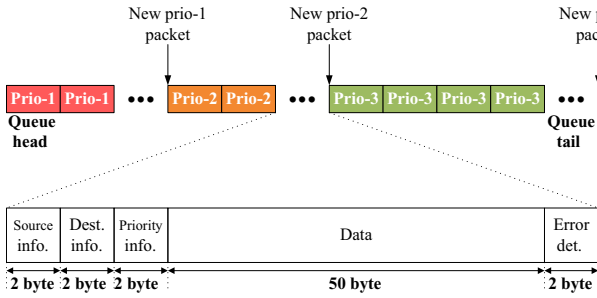 New prio-1
packet
New prio-2
packet
New p
pac
Prio-1 Prio-1 ••• Prio-2 Prio-2 ••• Prio-3 Prio-3 Prio-3 Prio-3 •••
Queue
head
Queue
tail
Source
info.
Dest.
info.
Priority
info.
Data
Error
det.
2 byte 2 byte 2 byte 50 byte 2 byte